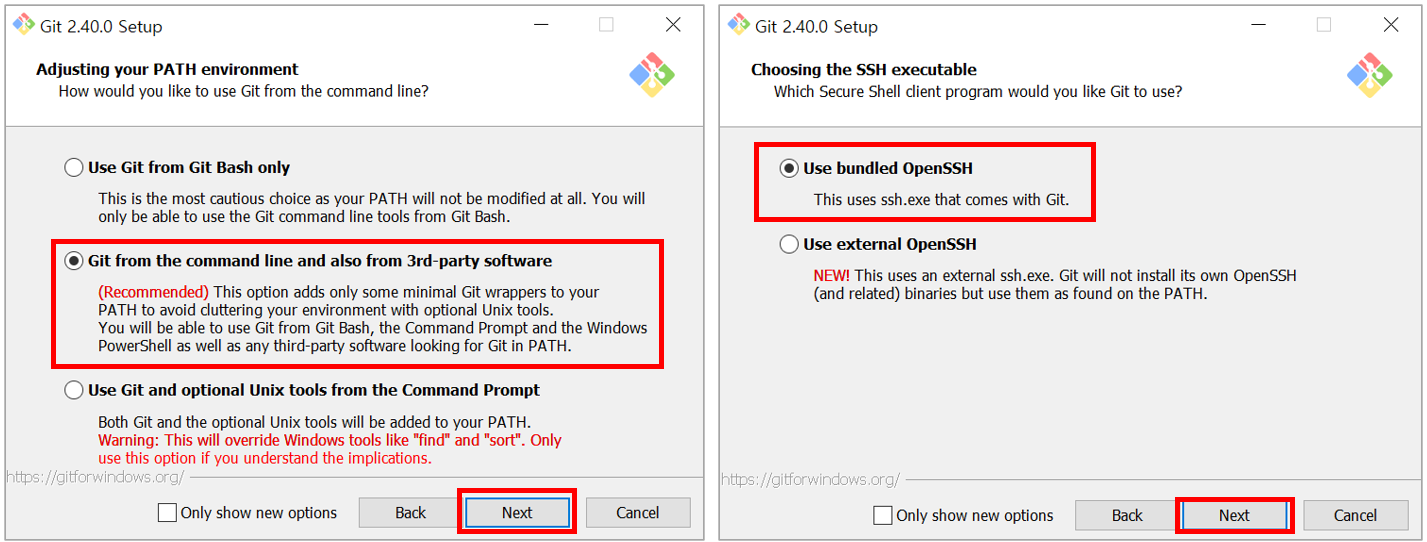 Git 2.40.0 Setup
Adjusting your PATH environment
How would you like to use Git from the command line?
Use Git from Git Bash only
This is the most cautious choice as your PATH will not be modified at all. You will
only be able to use the Git command line tools from Git Bash.
Git from the command line and also from 3rd-party software
(Recommended) This option adds only some minimal Git wrappers to your
PATH to avoid cluttering your environment with optional Unix tools.
You will be able to use Git from Git Bash, the Command Prompt and the Windows
PowerShell as well as any third-party software looking for Git in PATH.
Use Git and optional Unix tools from the Command Prompt
Both Git and the optional Unix tools will be added to your PATH.
Warning: This will override Windows tools like "find" and "sort". Only
use this option if you understand the implications.
https://gitforwindows.org/
Only show new options
Back
Next
Cancel
Git 2.40.0 Setup
Choosing the SSH executable
Which Secure Shell client program would you like Git to use?
Use bundled OpenSSH
This uses ssh.exe that comes with Git.
Use external OpenSSH
NEW! This uses an external ssh.exe. Git will not install its own OpenSSH
(and related) binaries but use them as found on the PATH.
https://gitforwindows.org/
Only show new options
Back
Next
Cancel